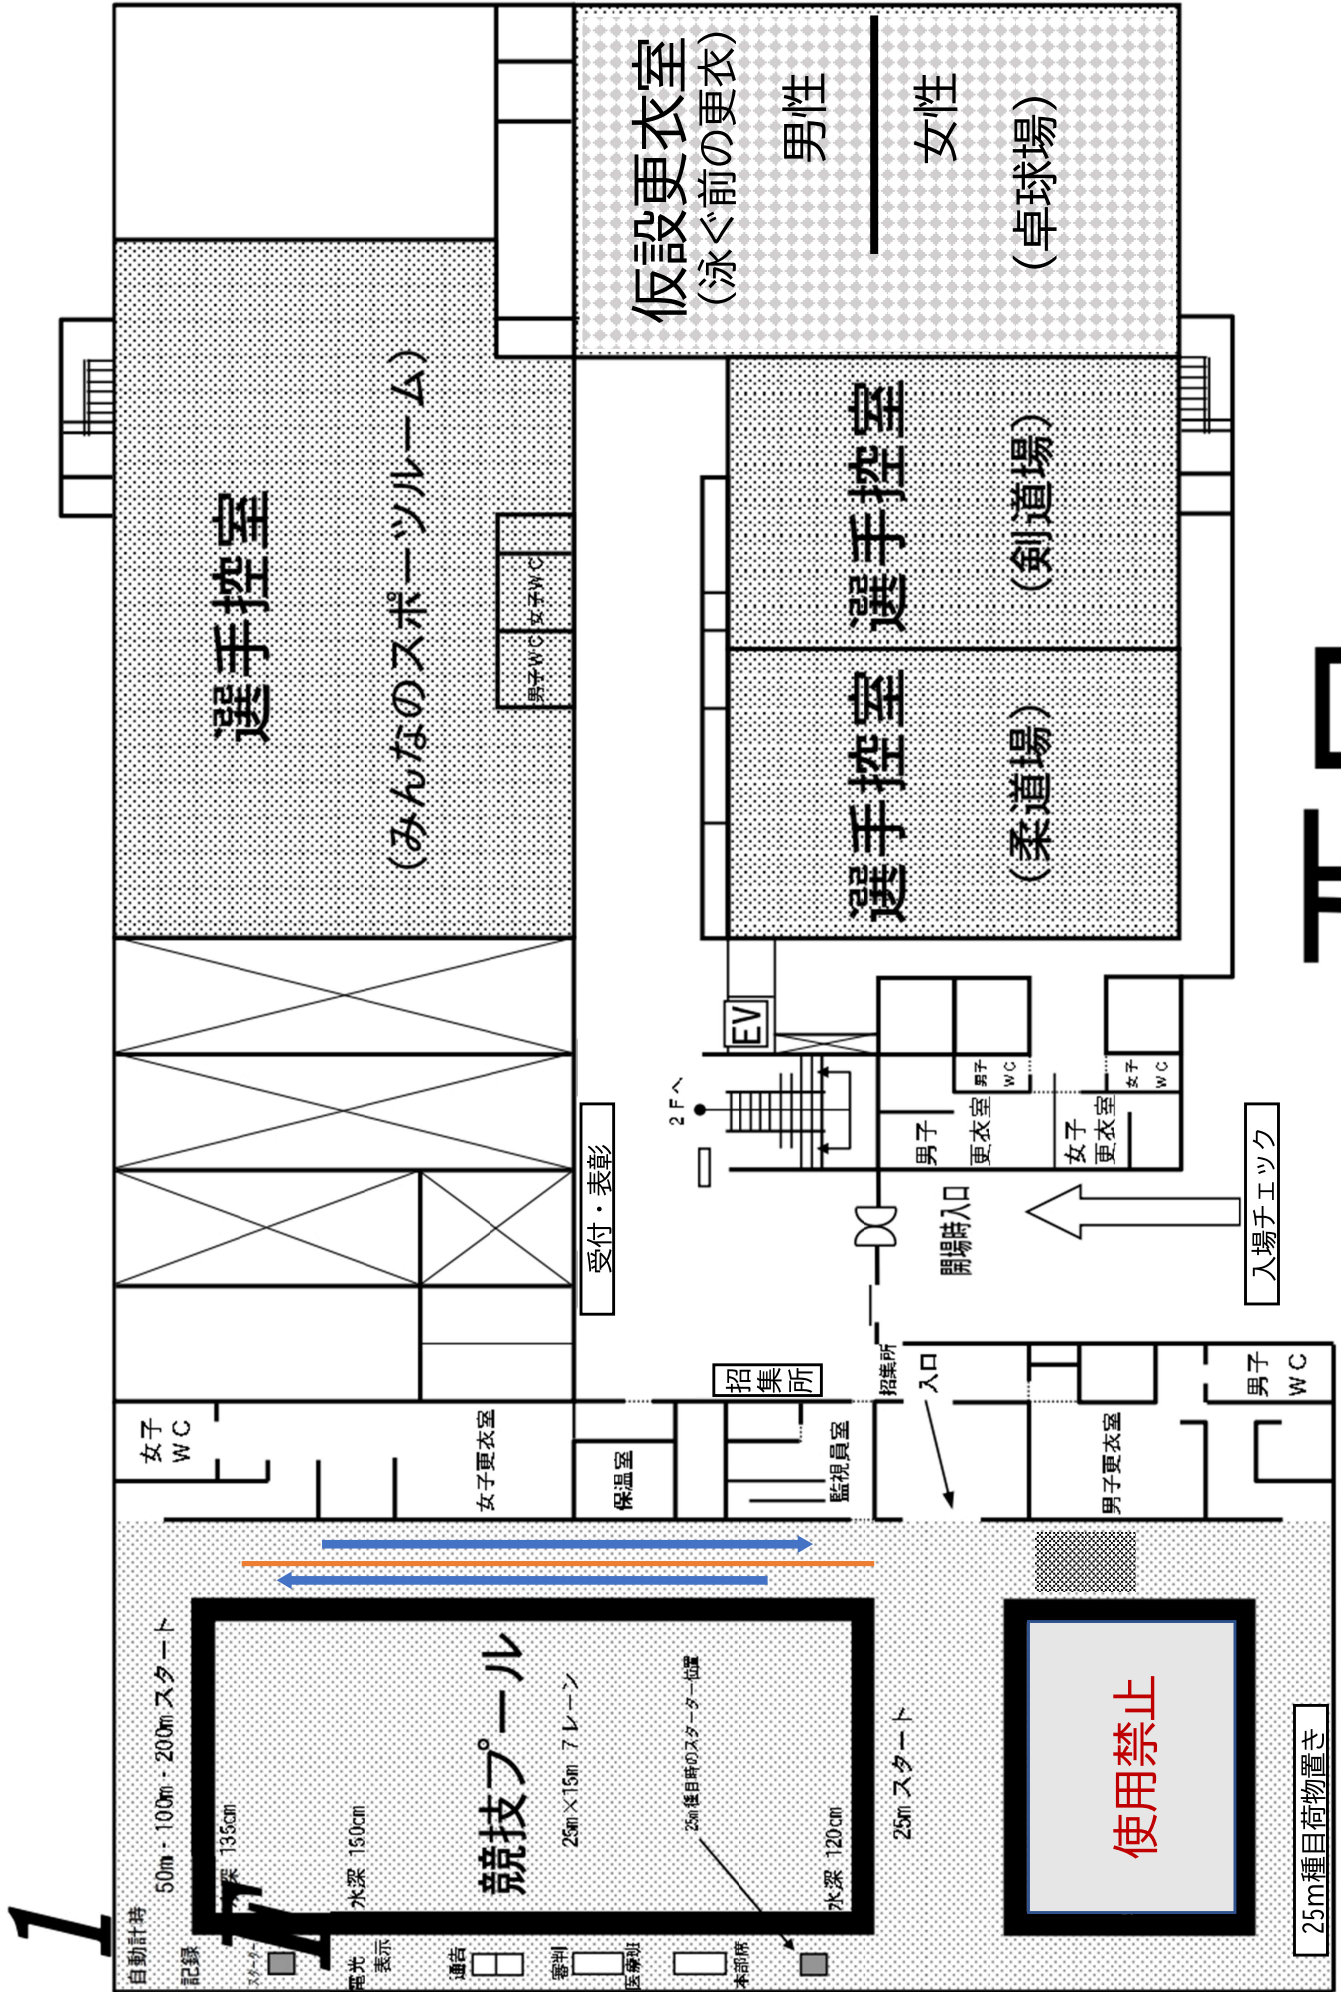 1F
自動計時
記録
スターター
電光
表示
通告
審判
医療班
本部席
50m - 100m - 200m スタート
水深 135cm
水深 150cm
競技プール
25m×15m 7レーン
25m種目時のスターター位置
水深 120cm
25m スタート
使用禁止
25m種目荷物置き
女子
WC
女子更衣室
保温室
監視員室
招集所
招集所
入口
男子更衣室
男子
WC
受付・表彰
2Fへ
EV
開場時入口
入場チェック
男子
更衣室
女子
更衣室
男子
WC
女子
WC
選手控室
(みんなのスポーツルーム)
男子WC
女子WC
選手控室
(柔道場)
選手控室
(剣道場)
仮設更衣室
(泳ぐ前の更衣)
男性
女性
(卓球場)